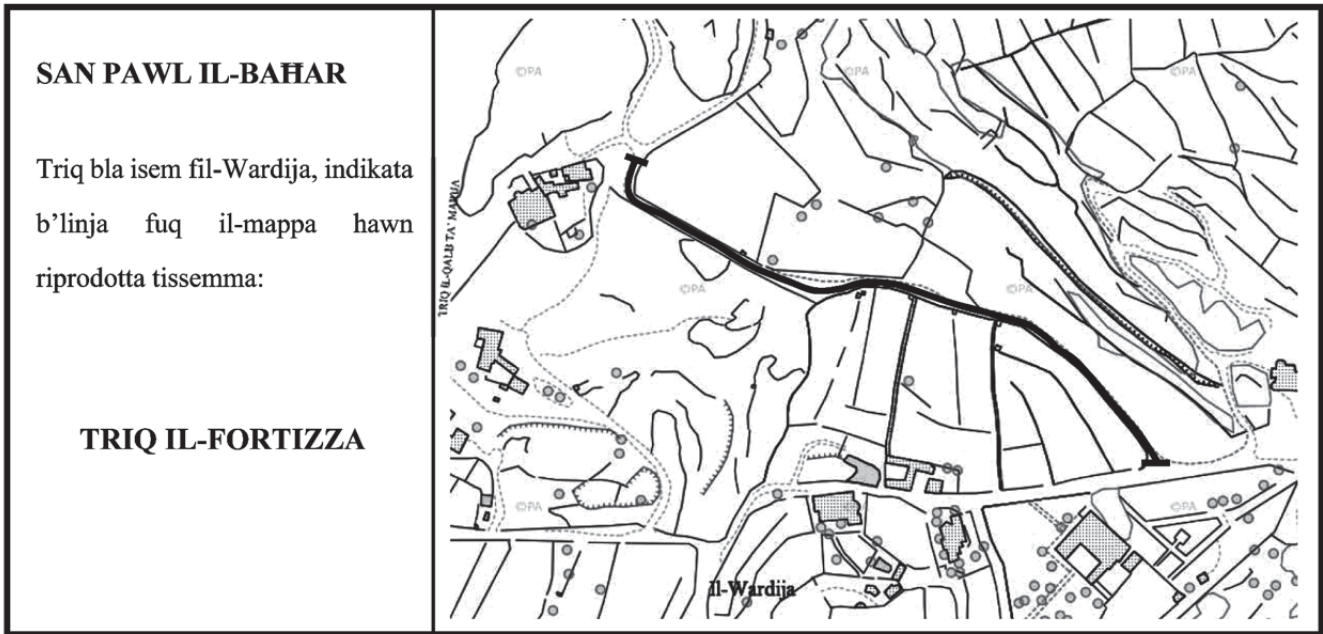 SAN PAWL IL-BAĦAR
Triq bla isem fil-Wardija, indikata
b'linja fuq il-mappa hawn
riprodotta tissemma:
TRIQ IL-FORTIZZA
©PA
©PA
©PA
TRIQ IL-QALB TA' MARIJA
©PA
©PA
©PA
©PA
Il-Wardija